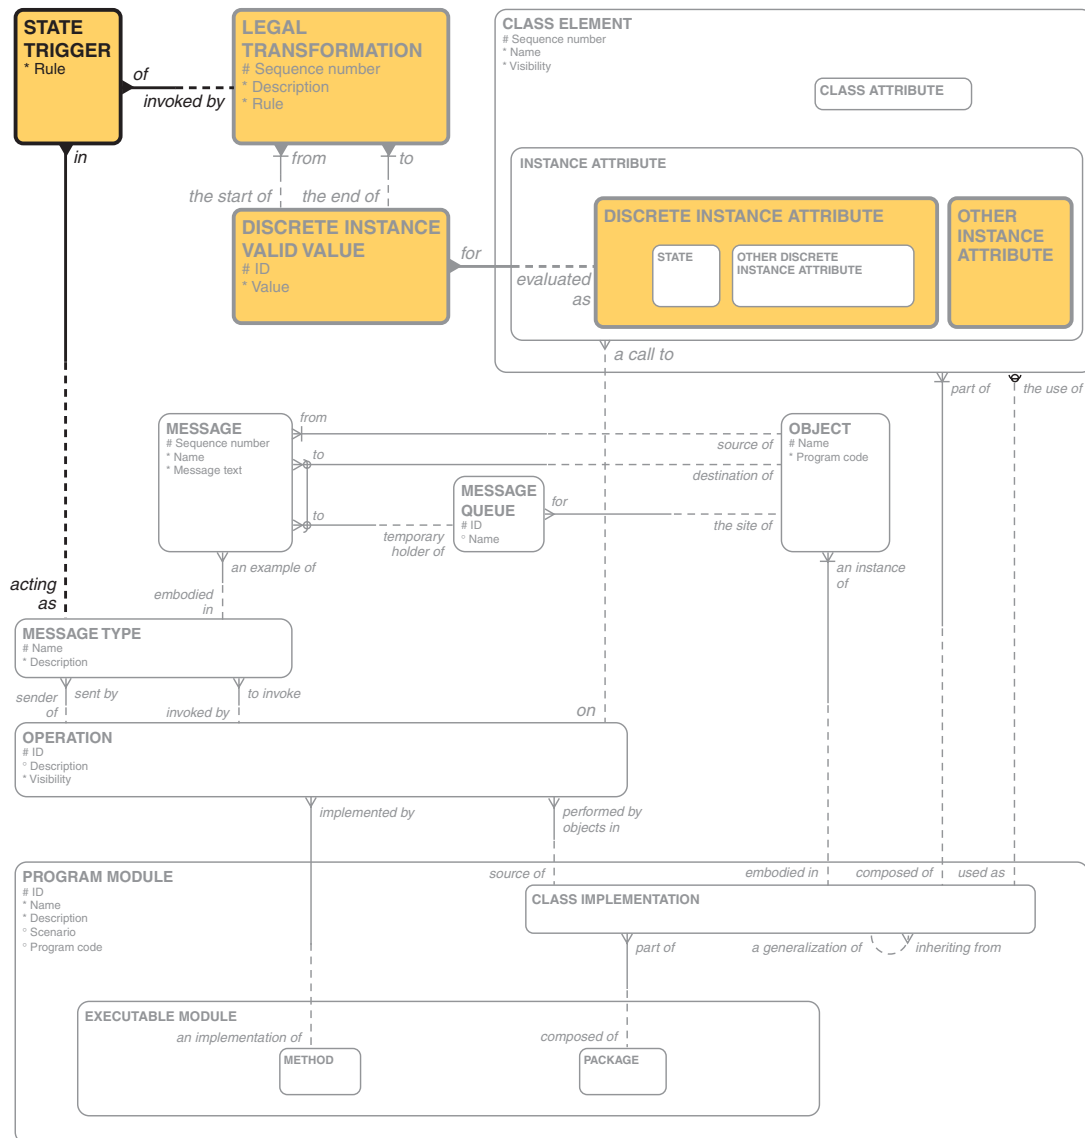 STATE
TRIGGER
* Rule
of
invoked by
in
LEGAL
TRANSFORMATION
# Sequence number
* Description
* Rule
from
to
the start of
the end of
DISCRETE INSTANCE
VALID VALUE
# ID
* Value
for
evaluated
as
CLASS ELEMENT
# Sequence number
* Name
* Visibility
CLASS ATTRIBUTE
INSTANCE ATTRIBUTE
DISCRETE INSTANCE ATTRIBUTE
STATE
OTHER DISCRETE
INSTANCE ATTRIBUTE
OTHER
INSTANCE
ATTRIBUTE
a call to
part of
the use of
MESSAGE
# Sequence number
* Name
* Message text
from
to
to
source of
destination of
MESSAGE
QUEUE
# ID
° Name
for
the site of
temporary
holder of
OBJECT
# Name
* Program code
an example of
embodied
in
an instance
of
acting
as
MESSAGE TYPE
# Name
* Description
sender
of
sent by
invoked by
to invoke
on
OPERATION
# ID
° Description
* Visibility
implemented by
performed by
objects in
PROGRAM MODULE
# ID
* Name
* Description
° Scenario
° Program code
source of
embodied in
composed of
used as
CLASS IMPLEMENTATION
part of
a generalization of
inheriting from
EXECUTABLE MODULE
an implementation of
composed of
METHOD
PACKAGE